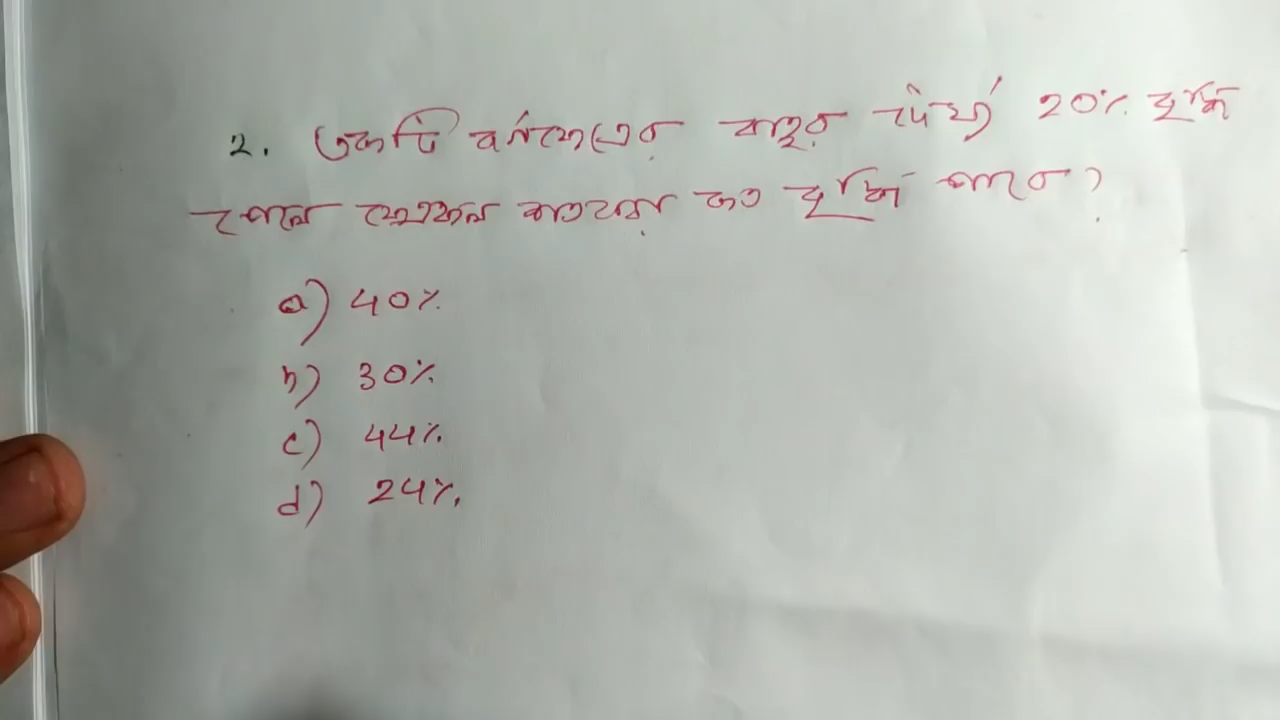 2. একটি বর্গক্ষেত্রের বাহুর দৈর্ঘ্য 20% বৃদ্ধি
পেলে ক্ষেত্রফল শতকরা কত বৃদ্ধি পাবে?
a) 40%
b) 30%
c) 44%
d) 24%